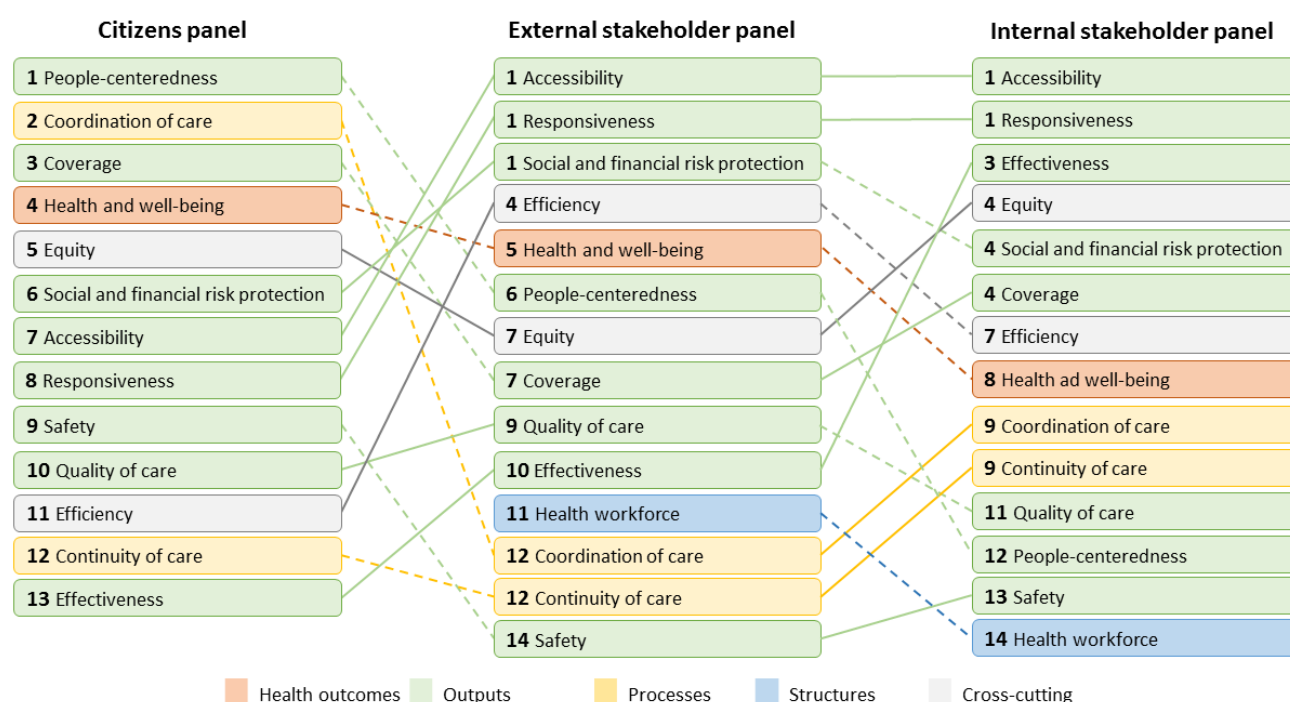 Citizens panel
1 People-centeredness
2 Coordination of care
3 Coverage
4 Health and well-being
5 Equity
6 Social and financial risk protection
7 Accessibility
8 Responsiveness
9 Safety
10 Quality of care
11 Efficiency
12 Continuity of care
13 Effectiveness
External stakeholder panel
1 Accessibility
1 Responsiveness
1 Social and financial risk protection
4 Efficiency
5 Health and well-being
6 People-centeredness
7 Equity
7 Coverage
9 Quality of care
10 Effectiveness
11 Health workforce
12 Coordination of care
12 Continuity of care
14 Safety
Internal stakeholder panel
1 Accessibility
1 Responsiveness
3 Effectiveness
4 Equity
4 Social and financial risk protection
4 Coverage
7 Efficiency
8 Health ad well-being
9 Coordination of care
9 Continuity of care
11 Quality of care
12 People-centeredness
13 Safety
14 Health workforce
Health outcomes
Outputs
Processes
Structures
Cross-cutting